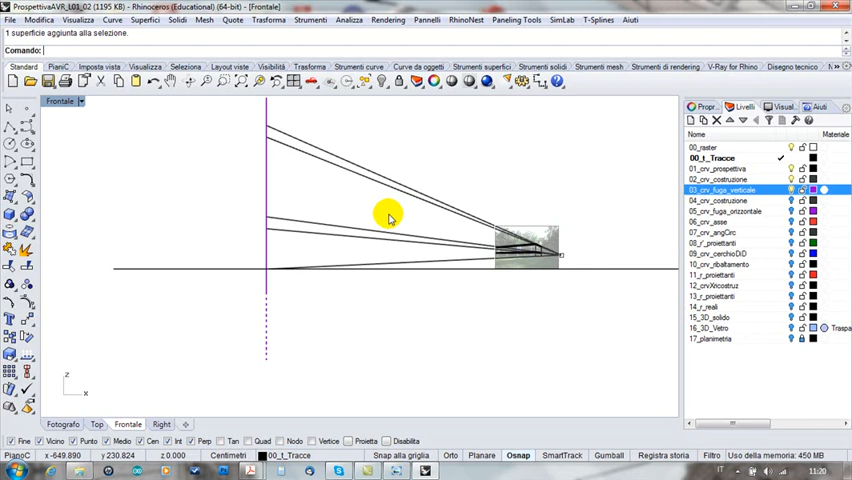 ProspettivaAVR_L01_02 (1195 KB) - Rhinoceros (Educational) (64-bit) - [Frontale]
File Modifica Visualizza Curve Superfici Solidi Mesh Quote Trasforma Strumenti Analizza Rendering Pannelli RhinoNest Paneling Tools SimLab T-Splines Aiuti
1 superficie aggiunta alla selezione.
Comando:
Standard PianiC Imposta vista Visualizza Seleziona Layout Visibilità Trasforma Strumenti curve Curve da oggetti Strumenti superfici Strumenti mesh Strumenti di rendering V-Ray for Rhino Disegno tecnico
Frontale
Propr... Livelli Visual... Aiuti
Nome Materiale
00_raster
00_t_Tracce
01_crv_prospettiva
02_crv_costruzione
03_crv_fuga_verticale
04_crv_costruzione
05_crv_fuga_orizzontale
06_crv_asse
07_crv_angCirc
08_r'_proiettanti
09_crv_cerchioDiD
10_crv_ribaltamento
11_r_proiettanti
12_crvXricostruz
13_r_proiettanti
14_r_reali
15_3D_solido
16_3D_Vetro Traspa
17_planimetria
z
x
Fotografo Top Frontale Right
Fine Vicino Punto Medio Cen Int Perp Tan Quad Nodo Vertice Proietta Disabilita
PianoC x -649.890 y 230.824 z 0.000 Centimetri 00_t_Tracce Snap alla griglia Orto Planare Osnap SmartTrack Gumball Registra storia Filtro Uso della memoria: 450 MB
IT 11:20